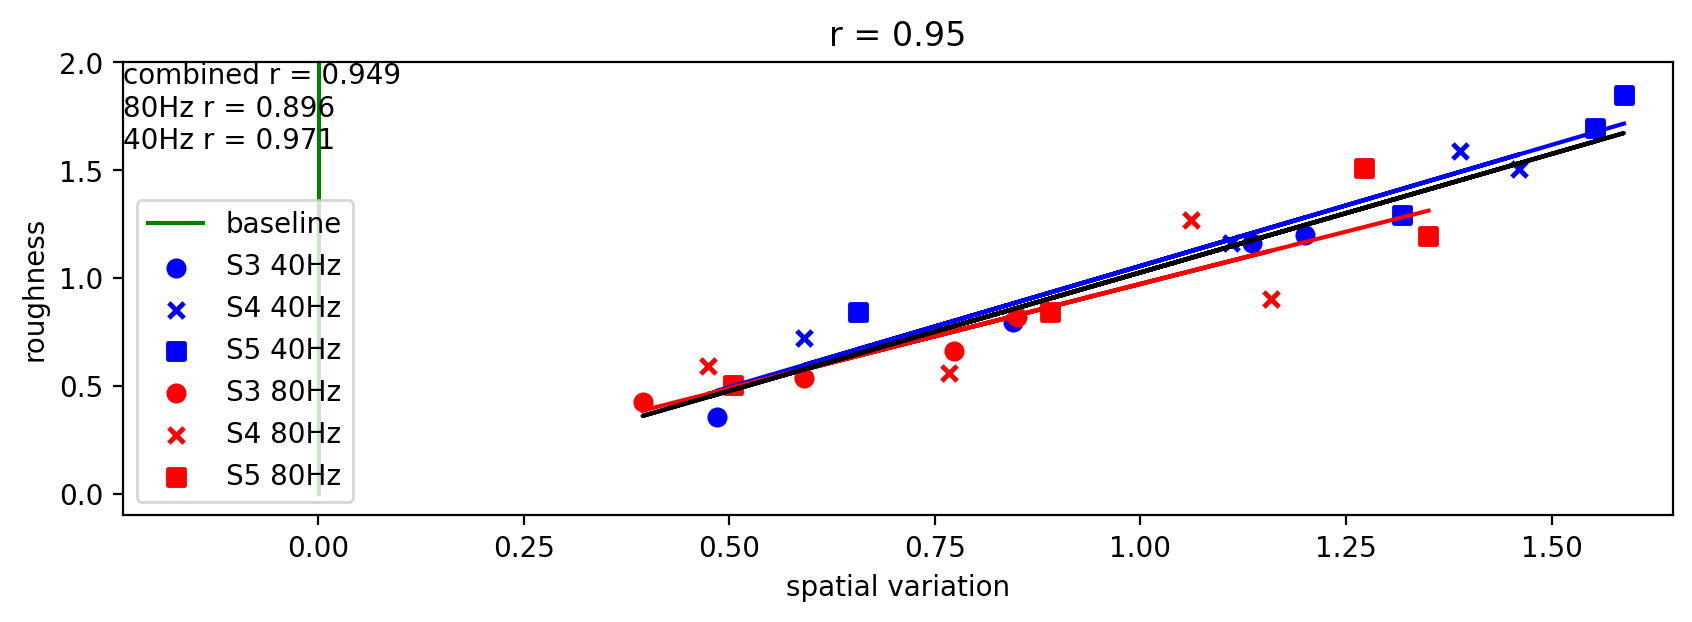 r = 0.95
combined r = 0.949
80Hz r = 0.896
40Hz r = 0.971
2.0
1.5
1.0
0.5
0.0
roughness
baseline
S3 40Hz
S4 40Hz
S5 40Hz
S3 80Hz
S4 80Hz
S5 80Hz
0.00 0.25 0.50 0.75 1.00 1.25 1.50
spatial variation